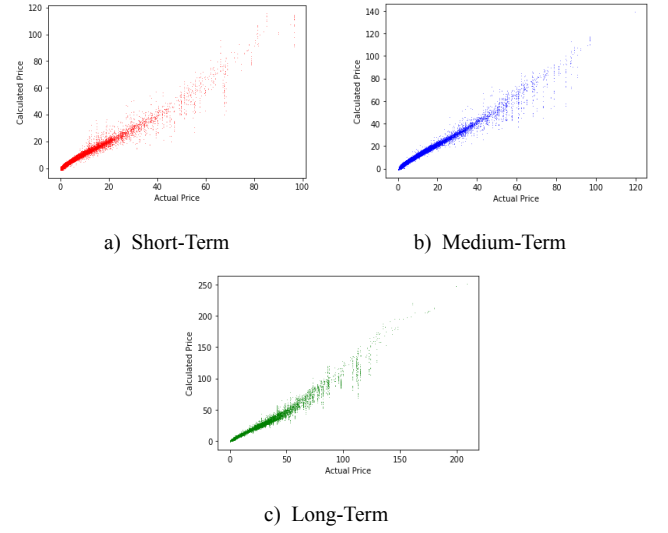 120
100
80
60
40
20
0
Calculated Price
0 20 40 60 80 100
Actual Price
a) Short-Term
140
120
100
80
60
40
20
0
Calculated Price
0 20 40 60 80 100 120
Actual Price
b) Medium-Term
250
200
150
100
50
0
Calculated Price
0 50 100 150 200
Actual Price
c) Long-Term